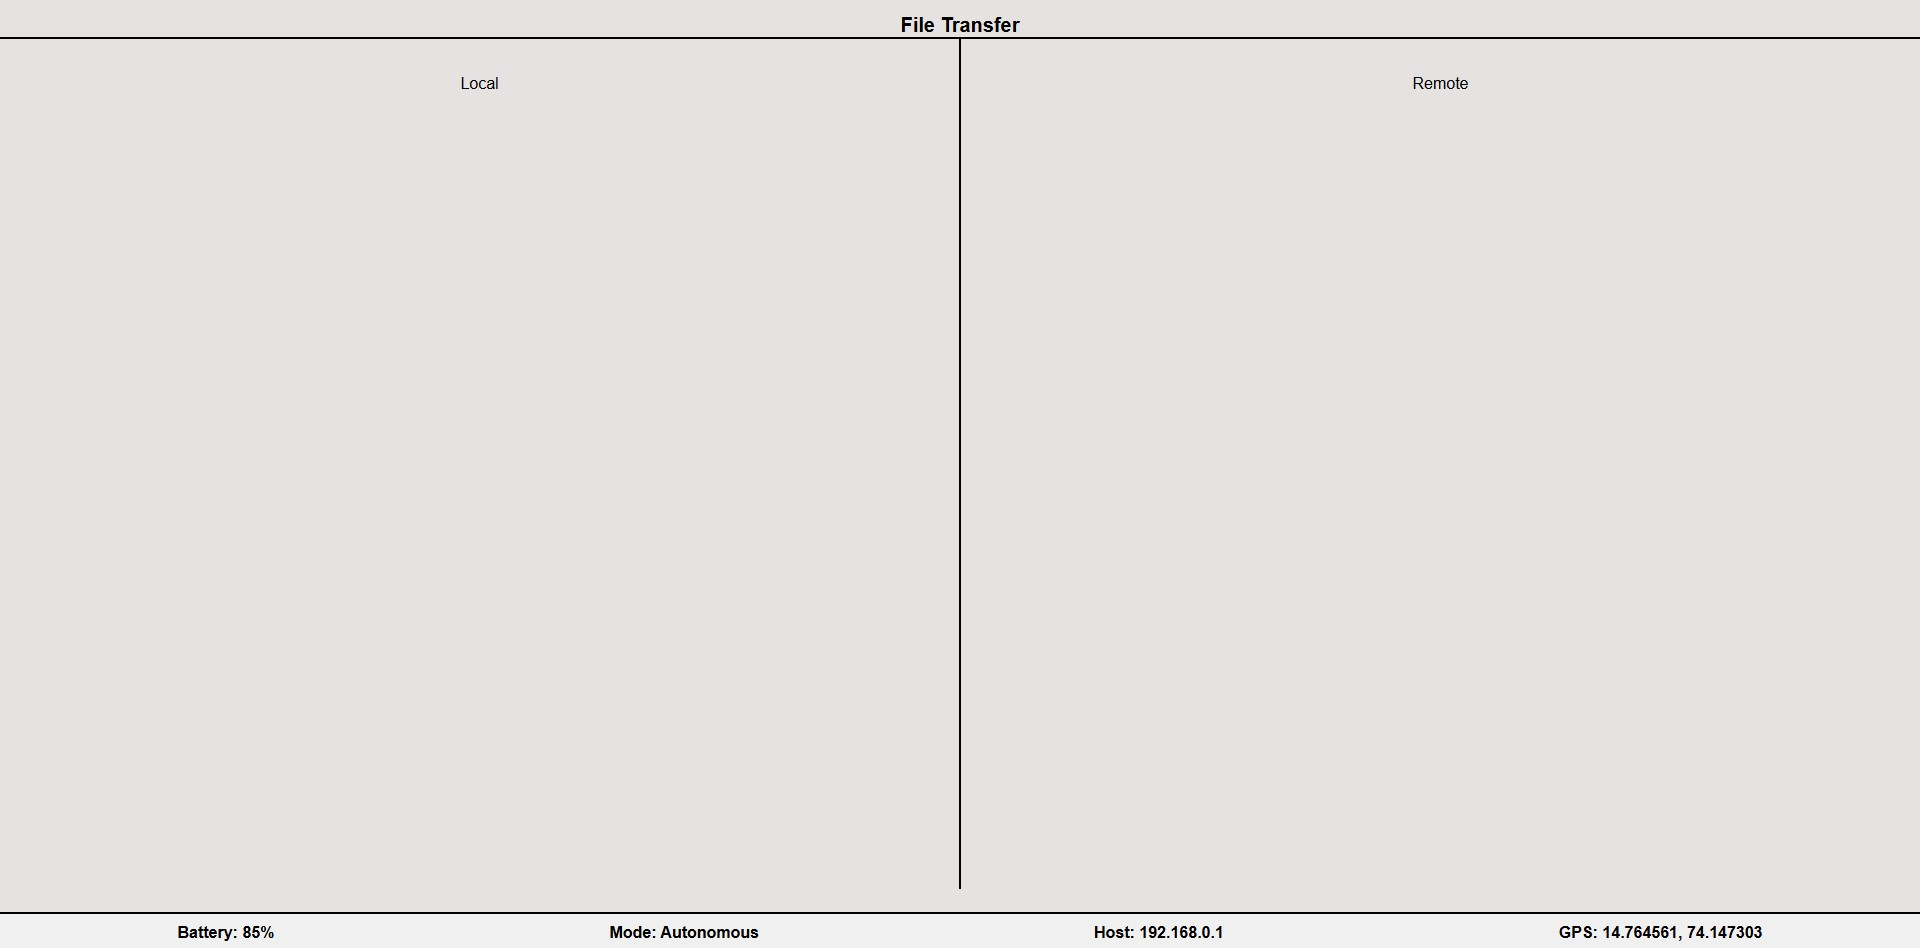 File Transfer
Local
Remote
Battery: 85%
Mode: Autonomous
Host: 192.168.0.1
GPS: 14.764561, 74.147303